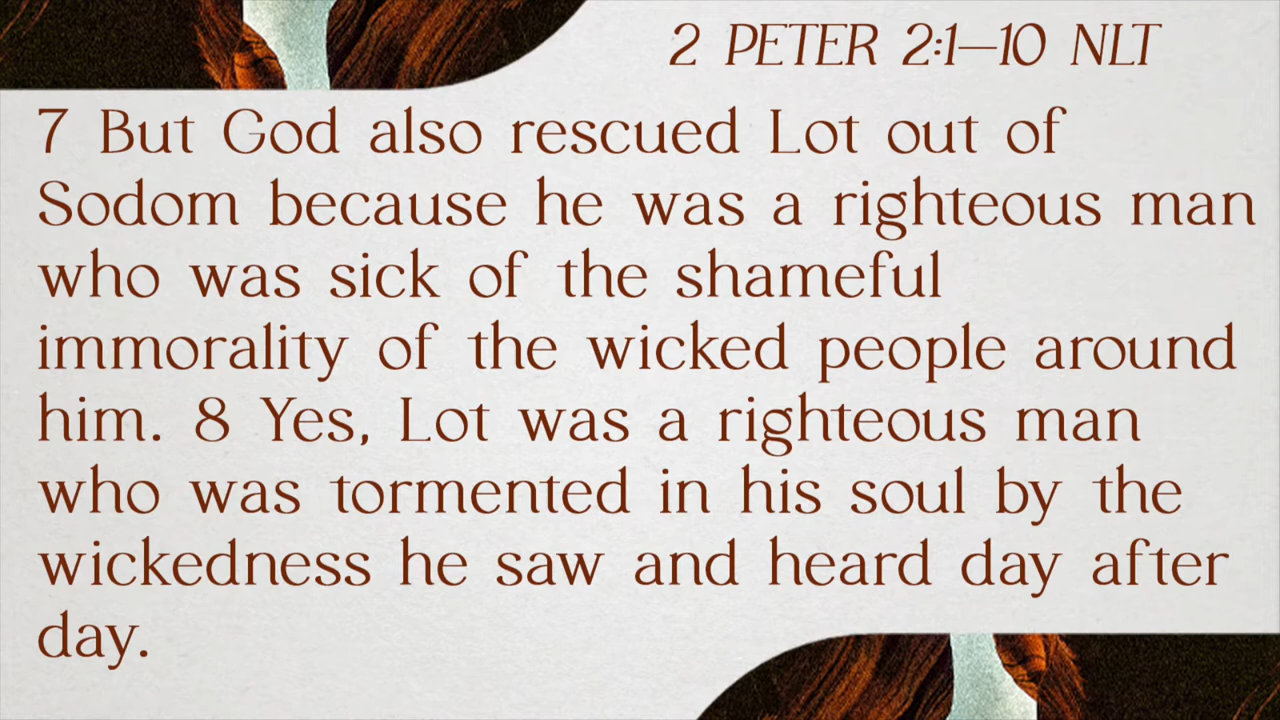 2 PETER 2:1–10 NLT
7 But God also rescued Lot out of
Sodom because he was a righteous man
who was sick of the shameful
immorality of the wicked people around
him. 8 Yes, Lot was a righteous man
who was tormented in his soul by the
wickedness he saw and heard day after
day.